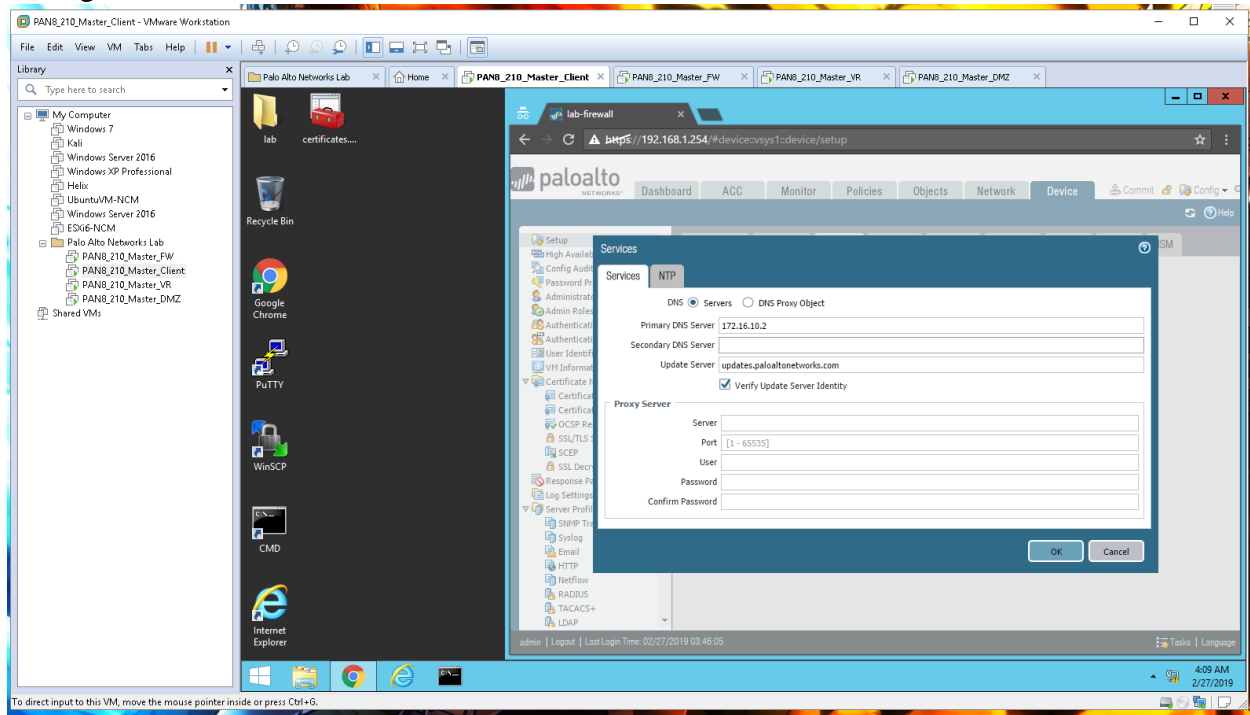 PAN8_210_Master_Client - VMware Workstation
File Edit View VM Tabs Help
Library
Type here to search
My Computer
Windows 7
Kali
Windows Server 2016
Windows XP Professional
Helix
UbuntuVM-NCM
Windows Server 2016
ESXi6-NCM
Palo Alto Networks Lab
PAN8_210_Master_FW
PAN8_210_Master_Client
PAN8_210_Master_VR
PAN8_210_Master_DMZ
Shared VMs
Palo Alto Networks Lab Home PAN8_210_Master_Client PAN8_210_Master_FW PAN8_210_Master_VR PAN8_210_Master_DMZ
lab
certificates....
Recycle Bin
Google
Chrome
PuTTY
WinSCP
CMD
Internet
Explorer
lab-firewall
https://192.168.1.254/#device::vsys1::device/setup
paloalto
NETWORKS
Dashboard ACC Monitor Policies Objects Network Device Commit Config
Help
Setup
High Availab
Config Audit
Password Pr
Administrato
Admin Roles
Authenticati
Authenticati
User Identifi
VM Informat
Certificate M
Certificat
Certificat
OCSP Re
SSL/TLS S
SCEP
SSL Decry
Response Pa
Log Settings
Server Profil
SNMP Tra
Syslog
Email
HTTP
Netflow
RADIUS
TACACS+
LDAP
SM
Services
Services NTP
DNS Servers DNS Proxy Object
Primary DNS Server 172.16.10.2
Secondary DNS Server
Update Server updates.paloaltonetworks.com
Verify Update Server Identity
Proxy Server
Server
Port [1 - 65535]
User
Password
Confirm Password
OK Cancel
admin | Logout | Last Login Time: 02/27/2019 03:46:05
Tasks | Language
4:09 AM
2/27/2019
To direct input to this VM, move the mouse pointer inside or press Ctrl+G.